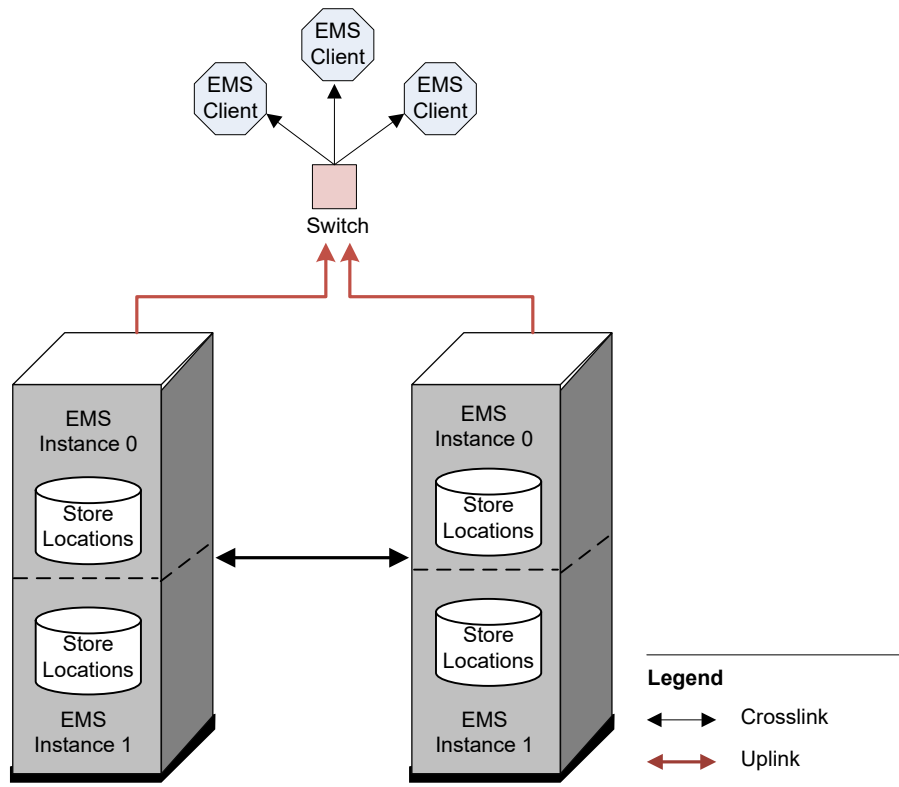 EMS
Client
EMS
Client
EMS
Client
Switch
EMS
Instance 0
Store
Locations
Store
Locations
EMS
Instance 1
EMS
Instance 0
Store
Locations
Store
Locations
EMS
Instance 1
Legend
Crosslink
Uplink